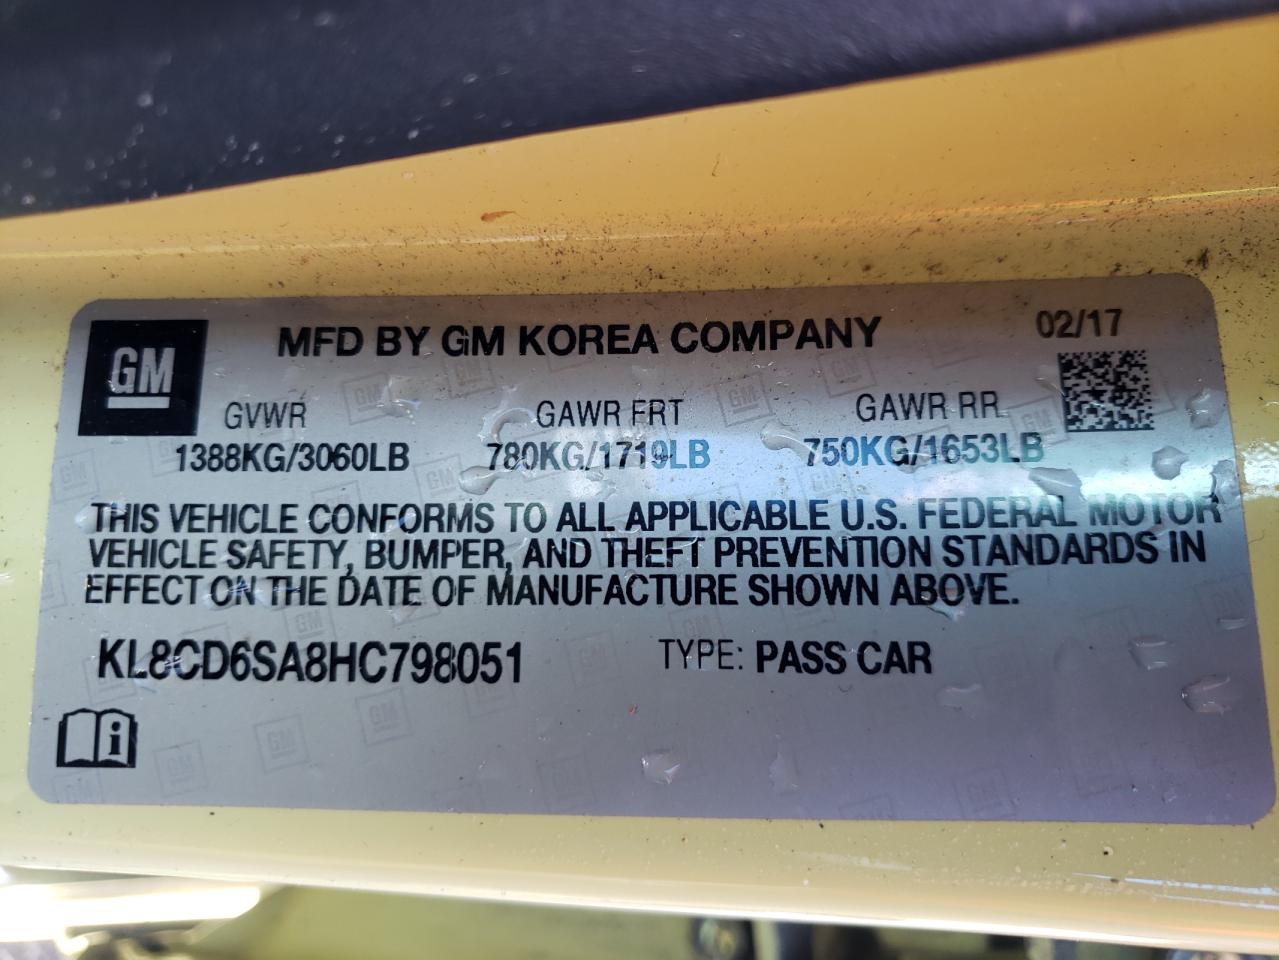 GM
MFD BY GM KOREA COMPANY
02/17
GVWR
GAWR FRT
GAWR RR
1388KG/3060LB
780KG/1719LB
750KG/1653LB
THIS VEHICLE CONFORMS TO ALL APPLICABLE U.S. FEDERAL MOTOR
VEHICLE SAFETY, BUMPER, AND THEFT PREVENTION STANDARDS IN
EFFECT ON THE DATE OF MANUFACTURE SHOWN ABOVE.
KL8CD6SA8HC798051
TYPE: PASS CAR